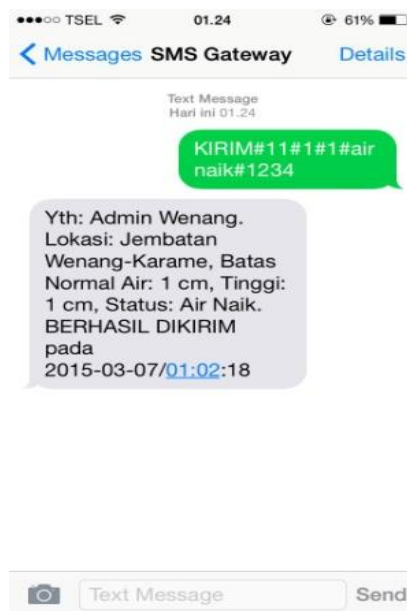 TSEL 01.24 61%
Messages SMS Gateway Details
Text Message
Hari ini 01.24
KIRIM#11#1#1#air
naik#1234
Yth: Admin Wenang.
Lokasi: Jembatan
Wenang-Karame, Batas
Normal Air: 1 cm, Tinggi:
1 cm, Status: Air Naik.
BERHASIL DIKIRIM
pada
2015-03-07/01:02:18
Text Message Send